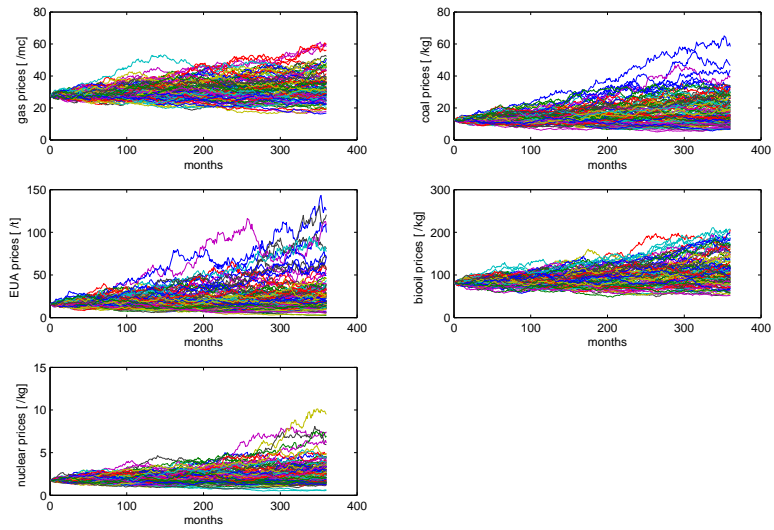 80
60
40
20
0
gas prices [ /mc]
0 100 200 300 400
months
80
60
40
20
0
coal prices [ /kg]
0 100 200 300 400
months
150
100
50
0
EUA prices [ /t]
0 100 200 300 400
months
300
200
100
0
biooil prices [ /kg]
0 100 200 300 400
months
15
10
5
0
nuclear prices [ /kg]
0 100 200 300 400
months